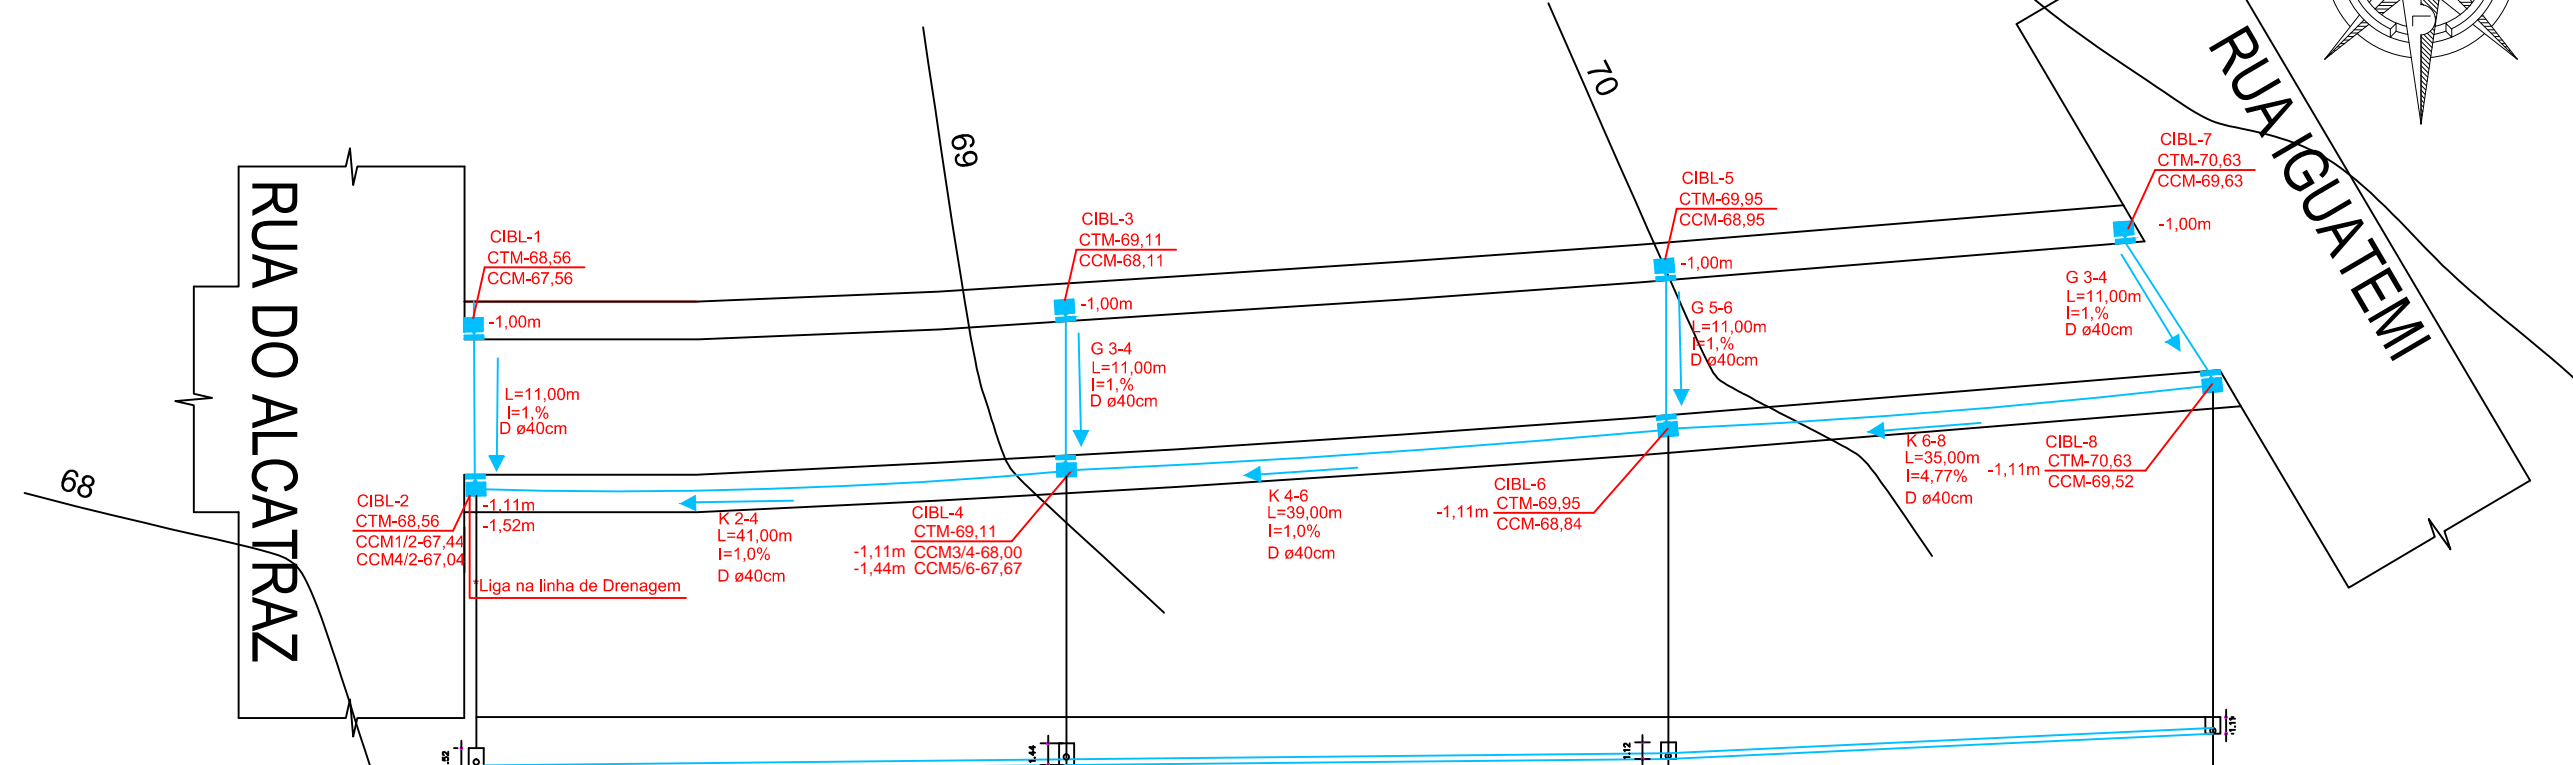 RUA DO ALCATRAZ
68
69
70
RUA IGUATEMI
CIBL-1
CTM-68,56
CCM-67,56
-1,00m
L=11,00m
I=1,%
D ø40cm
CIBL-2
CTM-68,56
CCM1/2-67,44
CCM4/2-67,04
-1,11m
-1,52m
*Liga na linha de Drenagem
K 2-4
L=41,00m
I=1,0%
D ø40cm
CIBL-3
CTM-69,11
CCM-68,11
-1,00m
G 3-4
L=11,00m
I=1,%
D ø40cm
CIBL-4
CTM-69,11
-1,11m CCM3/4-68,00
-1,44m CCM5/6-67,67
K 4-6
L=39,00m
I=1,0%
D ø40cm
CIBL-5
CTM-69,95
CCM-68,95
-1,00m
G 5-6
L=11,00m
I=1,%
D ø40cm
CIBL-6
-1,11m CTM-69,95
CCM-68,84
K 6-8
L=35,00m
I=4,77%
D ø40cm
CIBL-7
CTM-70,63
CCM-69,63
-1,00m
G 3-4
L=11,00m
I=1,%
D ø40cm
CIBL-8
-1,11m CTM-70,63
CCM-69,52
.52
1.44
1.12
1.11